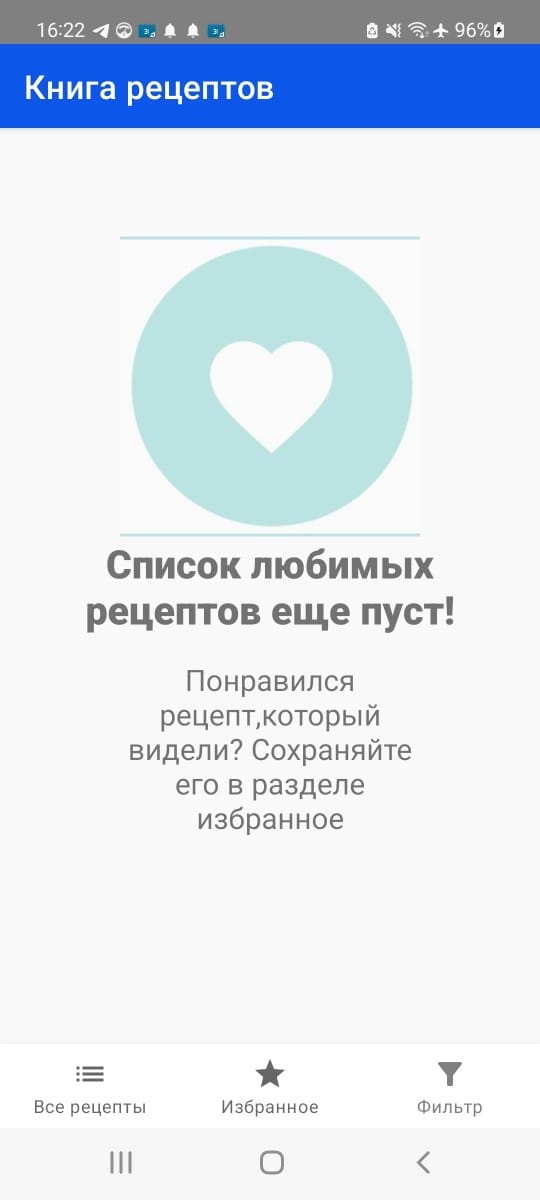 16:22
96%
Книга рецептов
Список любимых
рецептов еще пуст!
Понравился
рецепт,который
видели? Сохраняйте
его в разделе
избранное
Все рецепты
Избранное
Фильтр